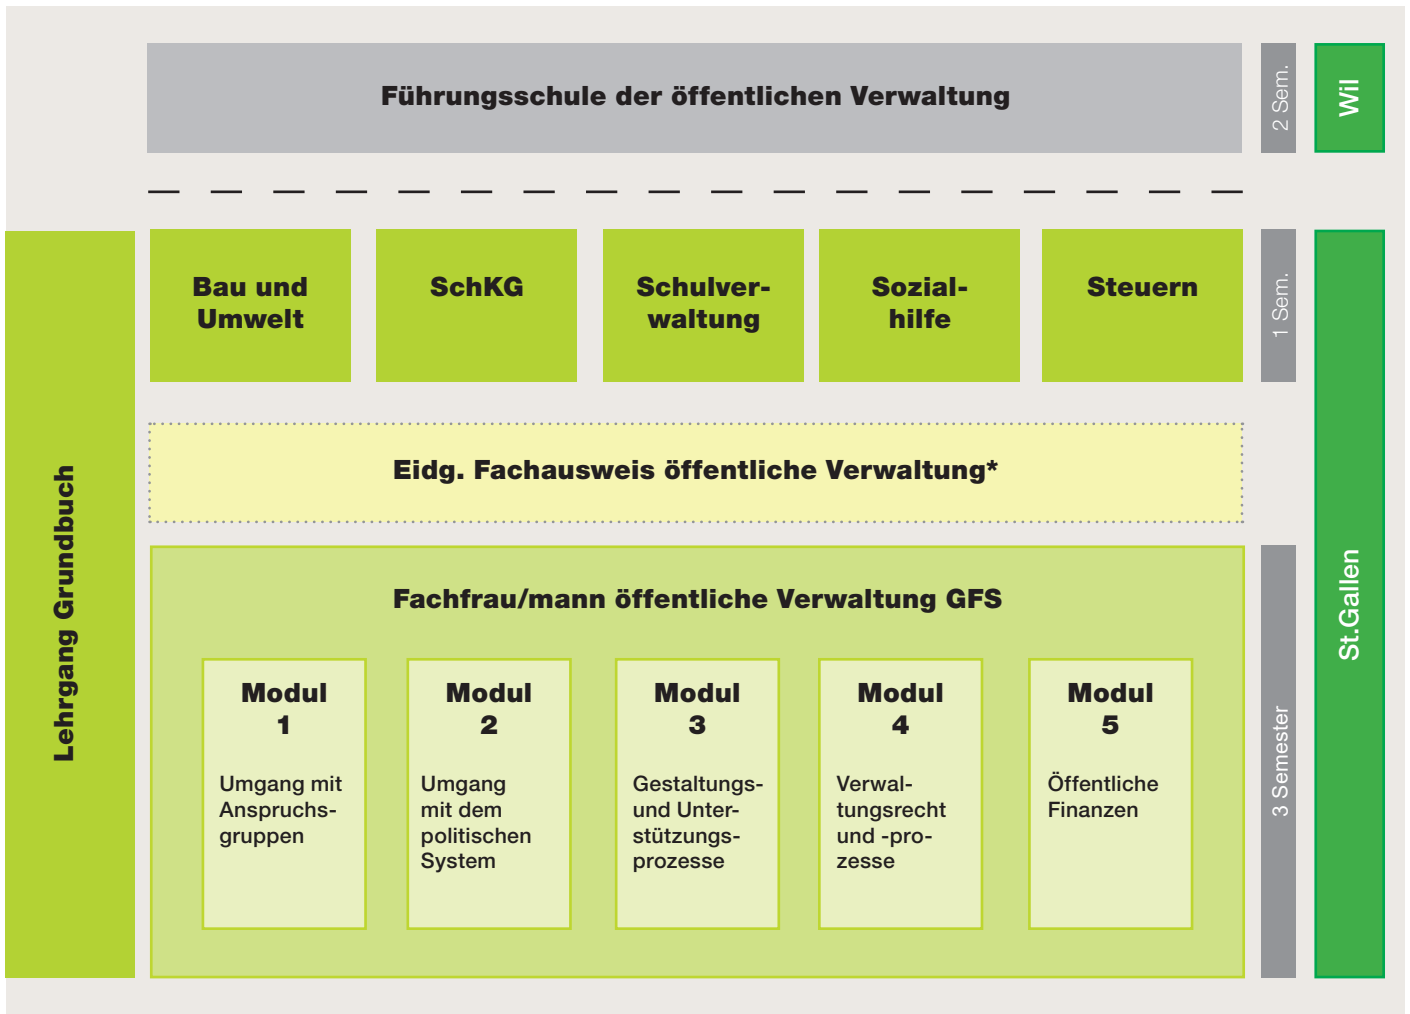 Führungsschule der öffentlichen Verwaltung
2 Sem.
Wil
Lehrgang Grundbuch
Bau und
Umwelt
SchKG
Schulver-
waltung
Sozial-
hilfe
Steuern
1 Sem.
St.Gallen
Eidg. Fachausweis öffentliche Verwaltung*
Fachfrau/mann öffentliche Verwaltung GFS
Modul
1
Umgang mit
Anspruchs-
gruppen
Modul
2
Umgang
mit dem
politischen
System
Modul
3
Gestaltungs-
und Unter-
stützungs-
prozesse
Modul
4
Verwal-
tungsrecht
und -pro-
zesse
Modul
5
Öffentliche
Finanzen
3 Semester